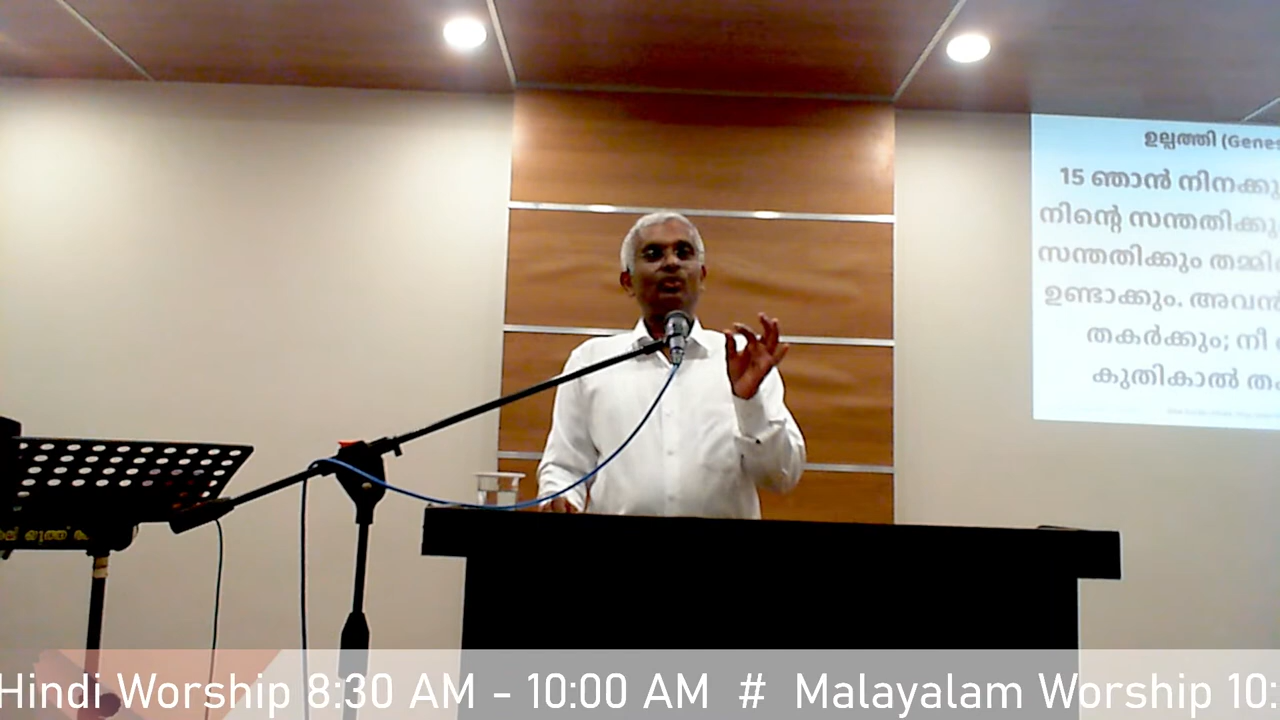 ഉല്പത്തി (Genes
15 ഞാൻ നിനക്കു
നിന്റെ സന്തതിക്കു
സന്തതിക്കും തമ്മി
ഉണ്ടാക്കും. അവൻ
തകർക്കും; നീ
കുതികാൽ ത
Hindi Worship 8:30 AM - 10:00 AM # Malayalam Worship 10: